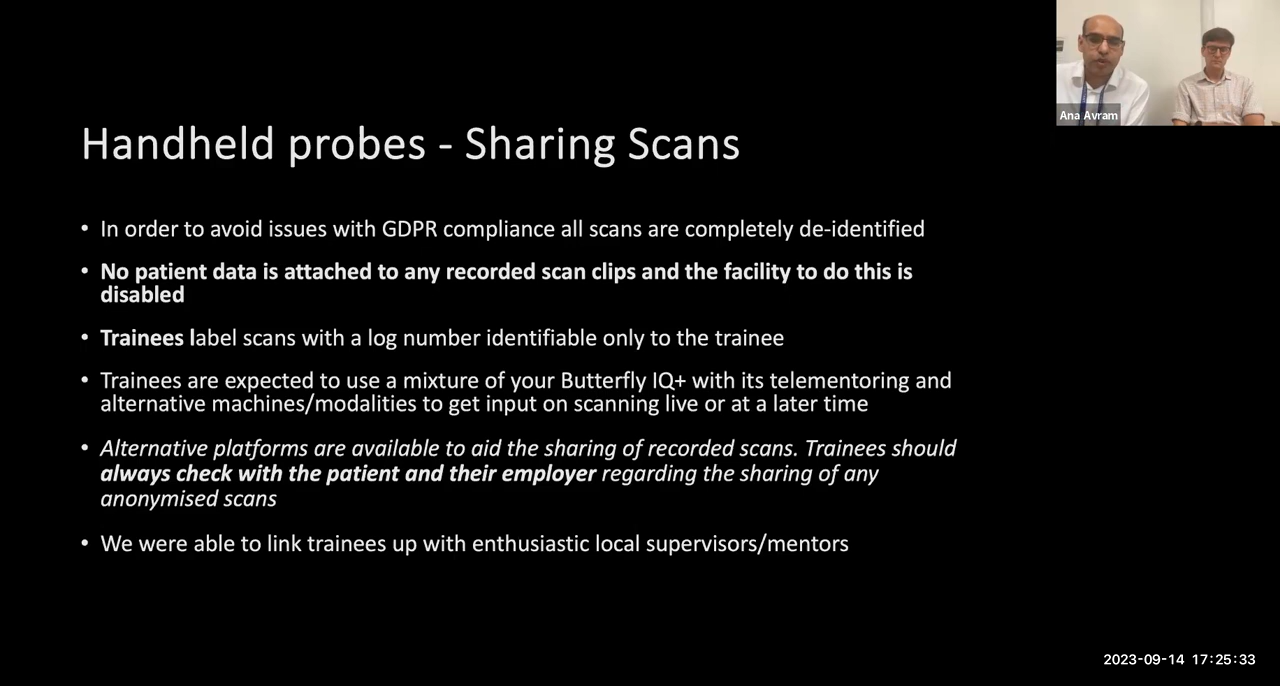 Ana Avram
Handheld probes - Sharing Scans
• In order to avoid issues with GDPR compliance all scans are completely de-identified
• No patient data is attached to any recorded scan clips and the facility to do this is
disabled
• Trainees label scans with a log number identifiable only to the trainee
• Trainees are expected to use a mixture of your Butterfly IQ+ with its telementoring and
alternative machines/modalities to get input on scanning live or at a later time
• Alternative platforms are available to aid the sharing of recorded scans. Trainees should
always check with the patient and their employer regarding the sharing of any
anonymised scans
• We were able to link trainees up with enthusiastic local supervisors/mentors
2023-09-14 17:25:33